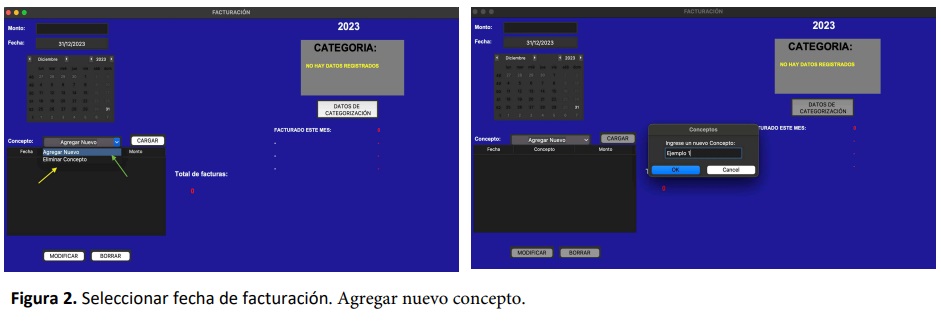 FACTURACIÓN
Monto:
2023
Fecha:
31/12/2023
CATEGORIA:
Diciembre
2023
NO HAY DATOS REGISTRADOS
31
DATOS DE
CATEGORIZACIÓN
FACTURADO ESTE MES:
0
Concepto:
Agregar Nuevo
CARGAR
Fecha
Agregar Nuevo
Monto
Eliminar Concepto
Total de facturas:
0
MODIFICAR
BORRAR
FACTURACIÓN
Monto:
2023
Fecha:
31/12/2023
CATEGORIA:
Diciembre
2023
NO HAY DATOS REGISTRADOS
31
DATOS DE
CATEGORIZACIÓN
TURADO ESTE MES:
0
Concepto:
Agregar Nuevo
CARGAR
Fecha
Concepto
Monto
Conceptos
Ingrese un nuevo Concepto:
Ejemplo 1
OK
Cancel
T
0
MODIFICAR
BORRAR
Figura 2. Seleccionar fecha de facturación. Agregar nuevo concepto.